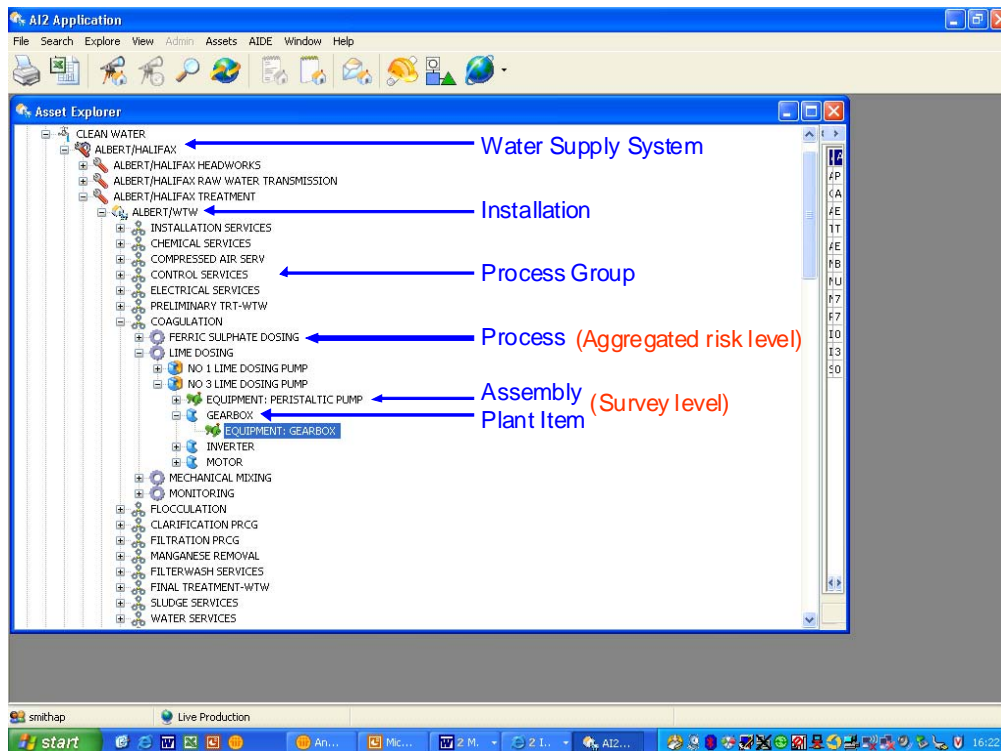 AI2 Application
File Search Explore View Admin Assets AIDE Window Help
Asset Explorer
CLEAN WATER
ALBERT/HALIFAX
Water Supply System
ALBERT/HALIFAX HEADWORKS
ALBERT/HALIFAX RAW WATER TRANSMISSION
ALBERT/HALIFAX TREATMENT
ALBERT/WTW
Installation
INSTALLATION SERVICES
CHEMICAL SERVICES
COMPRESSED AIR SERV
CONTROL SERVICES
Process Group
ELECTRICAL SERVICES
PRELIMINARY TRT-WTW
COAGULATION
FERRIC SULPHATE DOSING
Process (Aggregated risk level)
LIME DOSING
NO 1 LIME DOSING PUMP
NO 3 LIME DOSING PUMP
EQUIPMENT: PERISTALTIC PUMP
Assembly (Survey level)
GEARBOX
Plant Item
EQUIPMENT: GEARBOX
INVERTER
MOTOR
MECHANICAL MIXING
MONITORING
FLOCCULATION
CLARIFICATION PRCG
FILTRATION PRCG
MANGANESE REMOVAL
FILTERWASH SERVICES
FINAL TREATMENT-WTW
SLUDGE SERVICES
WATER SERVICES
smithap Live Production
start An... Mic... 2 M. 2 I.. AI2... 16:22